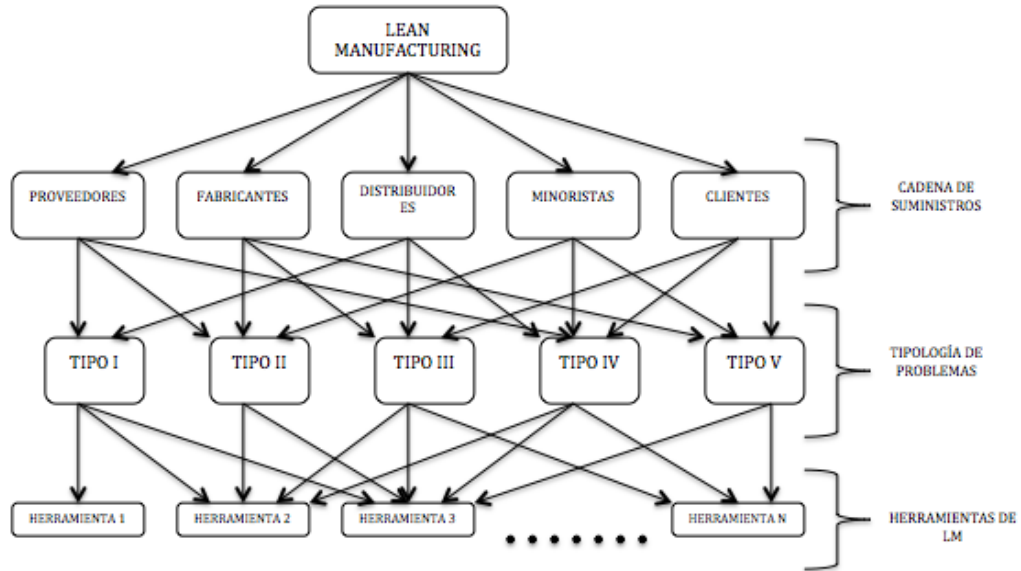 LEAN
MANUFACTURING
PROVEEDORES
FABRICANTES
DISTRIBUIDOR
ES
MINORISTAS
CLIENTES
CADENA DE
SUMINISTROS
TIPO I
TIPO II
TIPO III
TIPO IV
TIPO V
TIPOLOGÍA DE
PROBLEMAS
HERRAMIENTA 1
HERRAMIENTA 2
HERRAMIENTA 3
HERRAMIENTA N
HERRAMIENTAS DE
LM